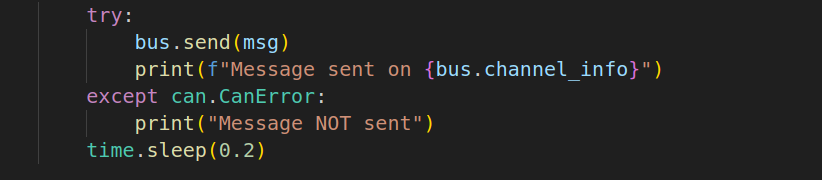 try:
bus.send(msg)
print(f"Message sent on {bus.channel_info}")
except can.CanError:
print("Message NOT sent")
time.sleep(0.2)